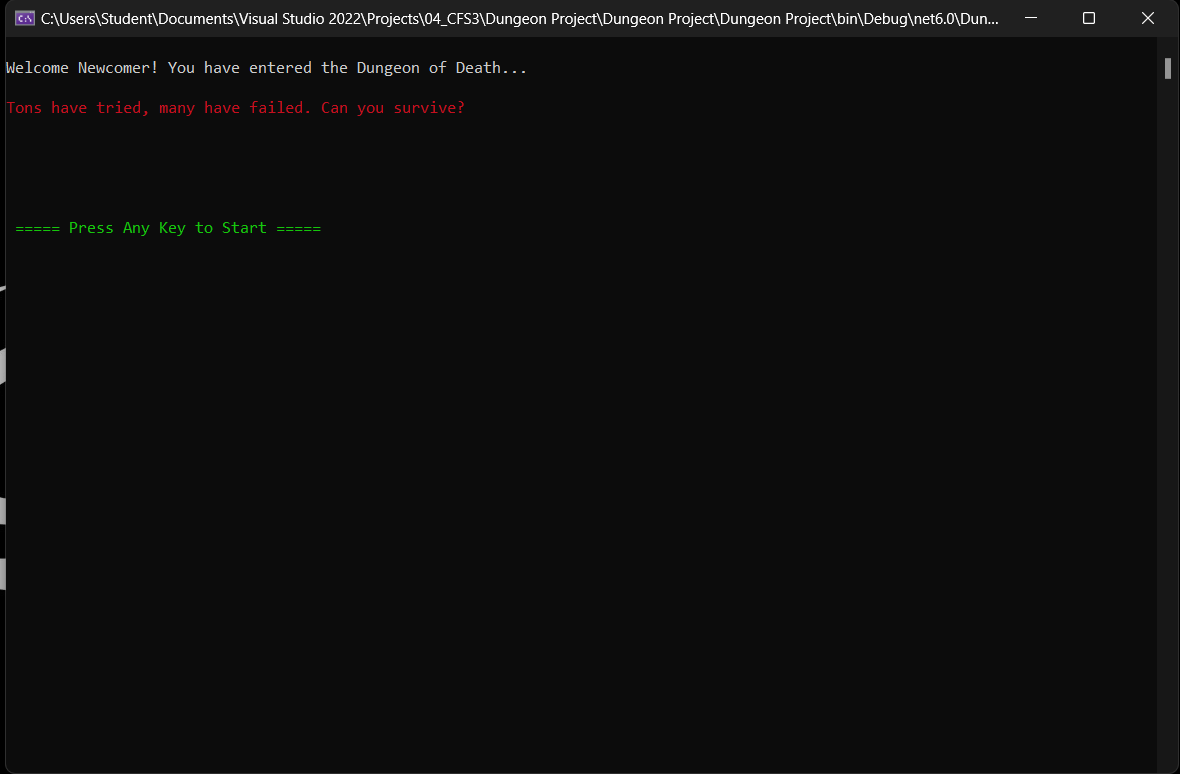 C:\Users\Student\Documents\Visual Studio 2022\Projects\04_CFS3\Dungeon Project\Dungeon Project\Dungeon Project\bin\Debug\net6.0\Dun...
Welcome Newcomer! You have entered the Dungeon of Death...
Tons have tried, many have failed. Can you survive?
===== Press Any Key to Start =====